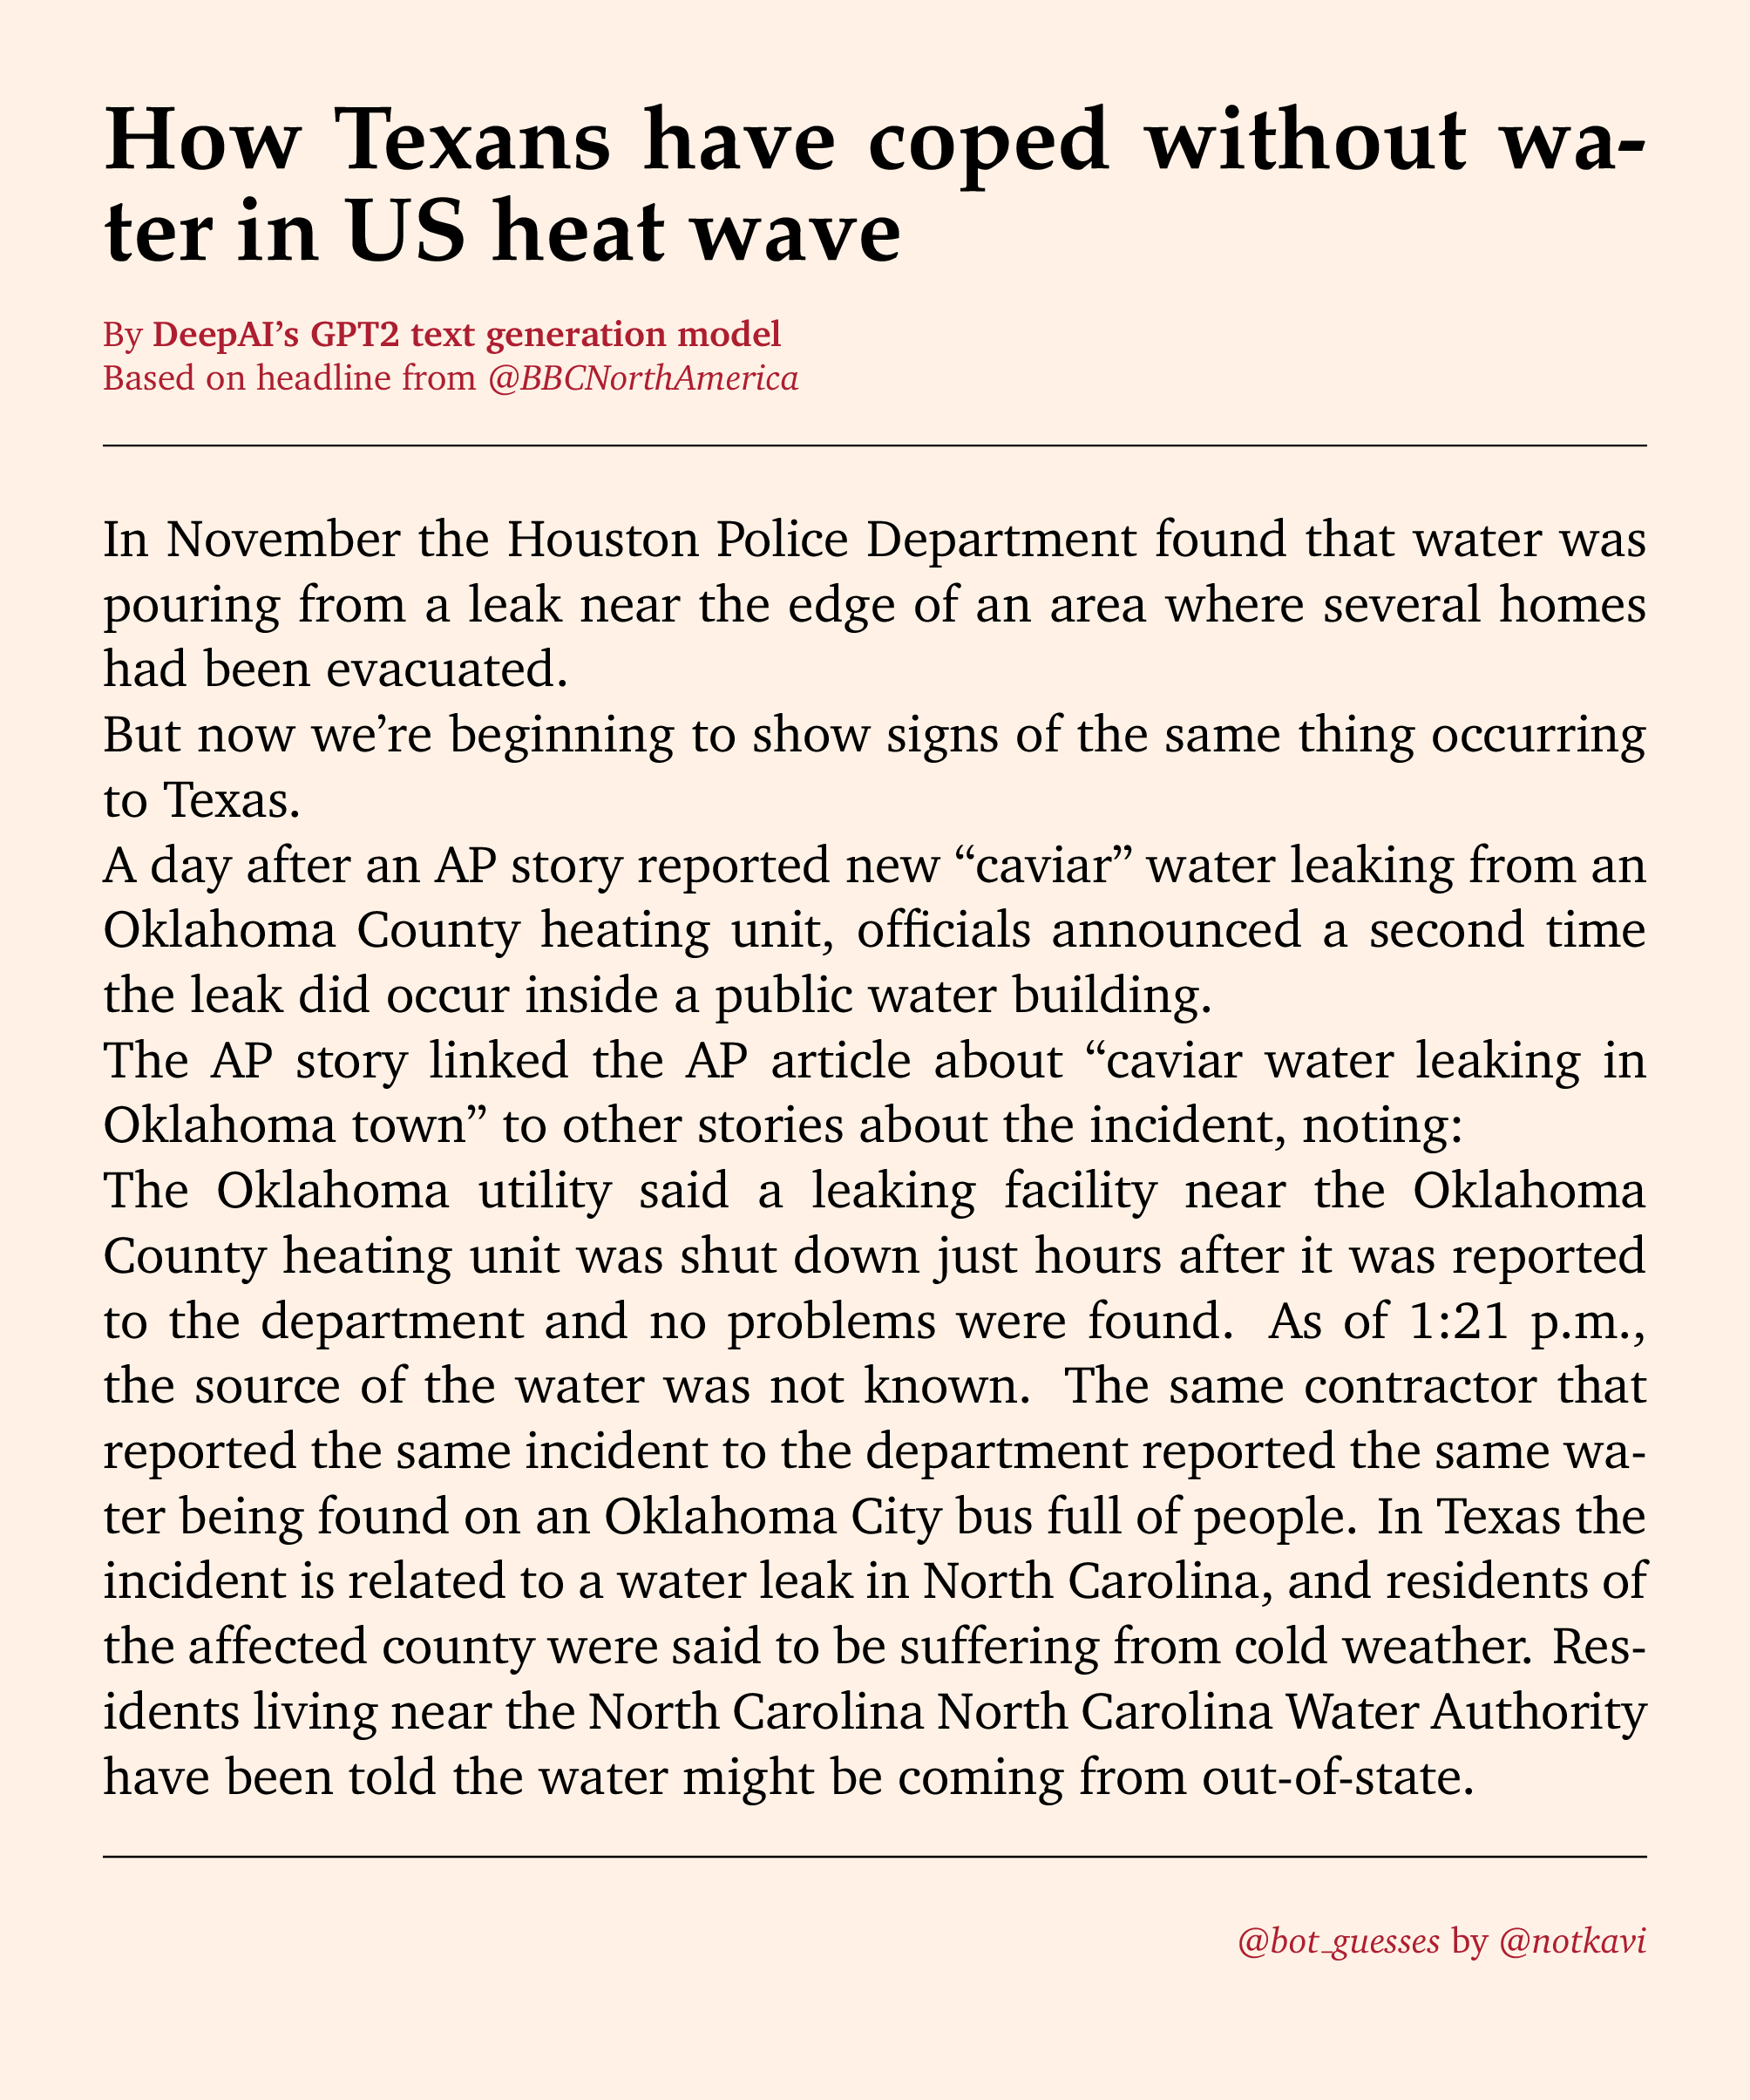 How Texans have coped without wa-
ter in US heat wave
By DeepAI’s GPT2 text generation model
Based on headline from @BBCNorthAmerica
In November the Houston Police Department found that water was
pouring from a leak near the edge of an area where several homes
had been evacuated.
But now we’re beginning to show signs of the same thing occurring
to Texas.
A day after an AP story reported new “caviar” water leaking from an
Oklahoma County heating unit, officials announced a second time
the leak did occur inside a public water building.
The AP story linked the AP article about “caviar water leaking in
Oklahoma town” to other stories about the incident, noting:
The Oklahoma utility said a leaking facility near the Oklahoma
County heating unit was shut down just hours after it was reported
to the department and no problems were found. As of 1:21 p.m.,
the source of the water was not known. The same contractor that
reported the same incident to the department reported the same wa-
ter being found on an Oklahoma City bus full of people. In Texas the
incident is related to a water leak in North Carolina, and residents of
the affected county were said to be suffering from cold weather. Res-
idents living near the North Carolina North Carolina Water Authority
have been told the water might be coming from out-of-state.
@bot_guesses by @notkavi